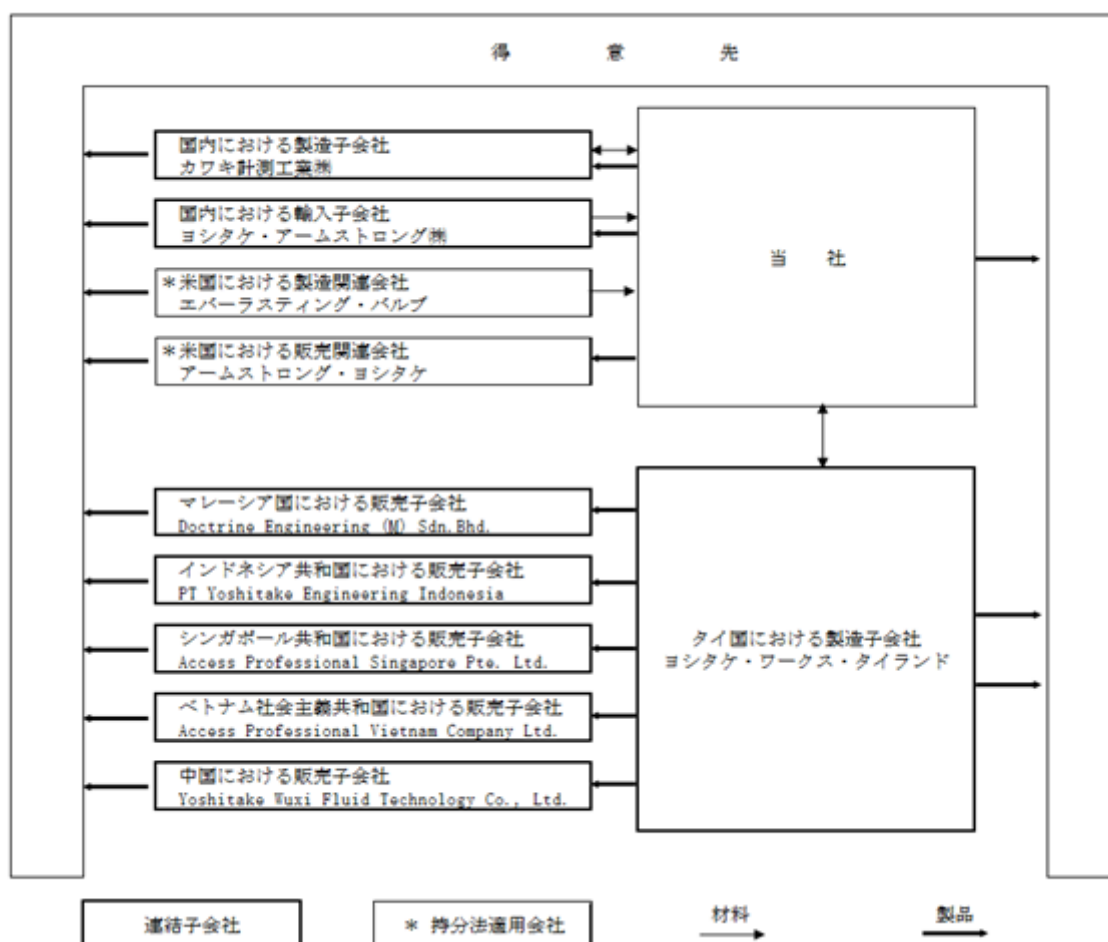 得 意 先
国内における製造子会社
カワキ計測工業㈱
国内における輸入子会社
ヨシタケ・アームストロング㈱
*米国における製造関連会社
エバーラスティング・バルブ
*米国における販売関連会社
アームストロング・ヨシタケ
当 社
マレーシア国における販売子会社
Doctrine Engineering (M) Sdn.Bhd.
インドネシア共和国における販売子会社
PT Yoshitake Engineering Indonesia
シンガポール共和国における販売子会社
Access Professional Singapore Pte. Ltd.
ベトナム社会主義共和国における販売子会社
Access Professional Vietnam Company Ltd.
中国における販売子会社
Yoshitake Wuxi Fluid Technology Co., Ltd.
タイ国における製造子会社
ヨシタケ・ワークス・タイランド
連結子会社
* 持分法適用会社
材料
製品